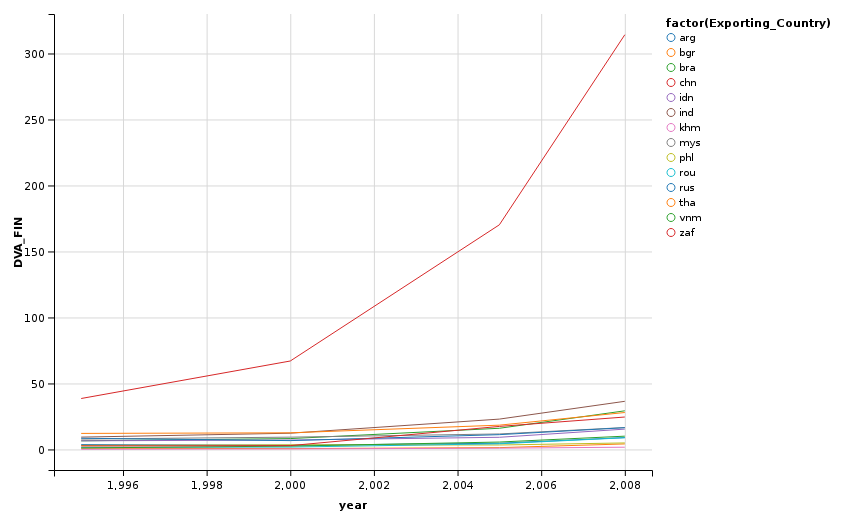 factor(Exporting_Country)
arg
bgr
bra
chn
idn
ind
khm
mys
phl
rou
rus
tha
vnm
zaf
300
250
200
150
100
50
0
DVA_FIN
1,996
1,998
2,000
2,002
2,004
2,006
2,008
year